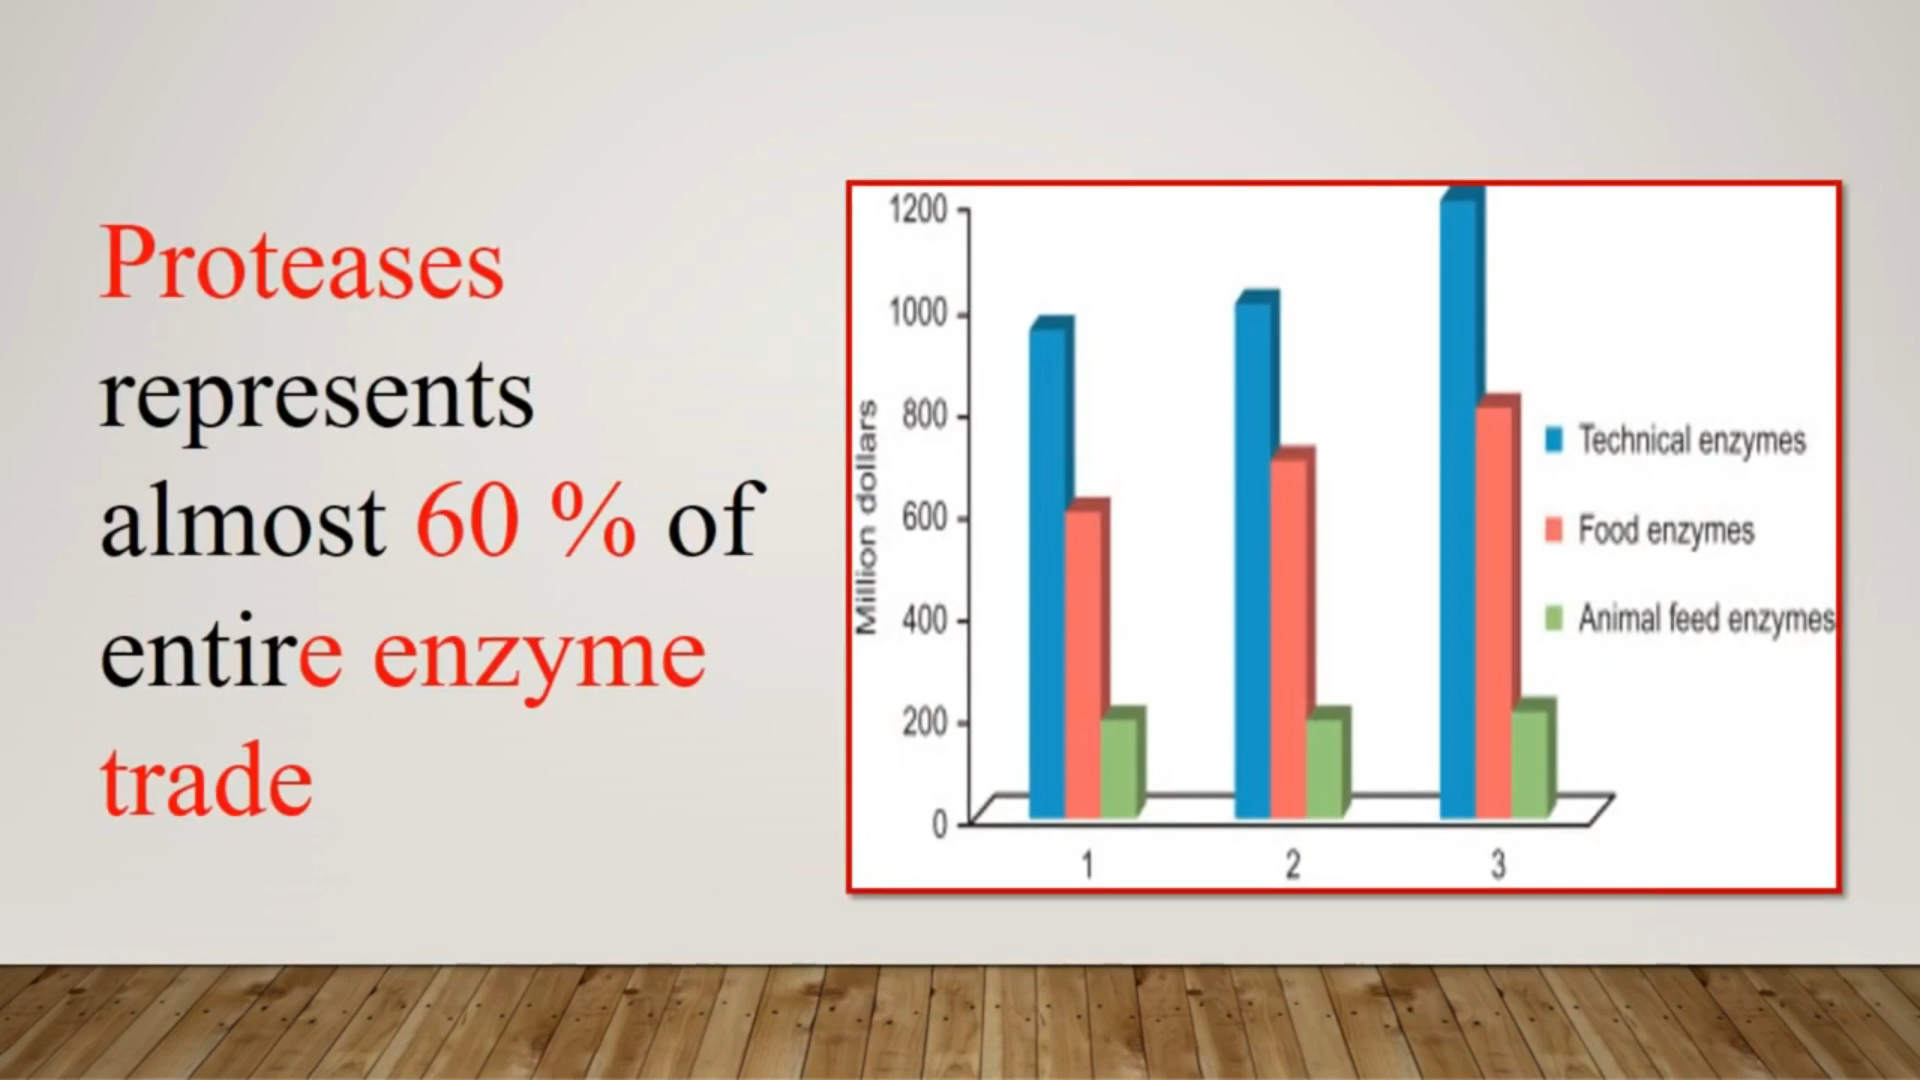 Proteases
represents
almost 60 % of
entire enzyme
trade
1200
1000
800
600
400
200
0
Million dollars
1
2
3
Technical enzymes
Food enzymes
Animal feed enzymes